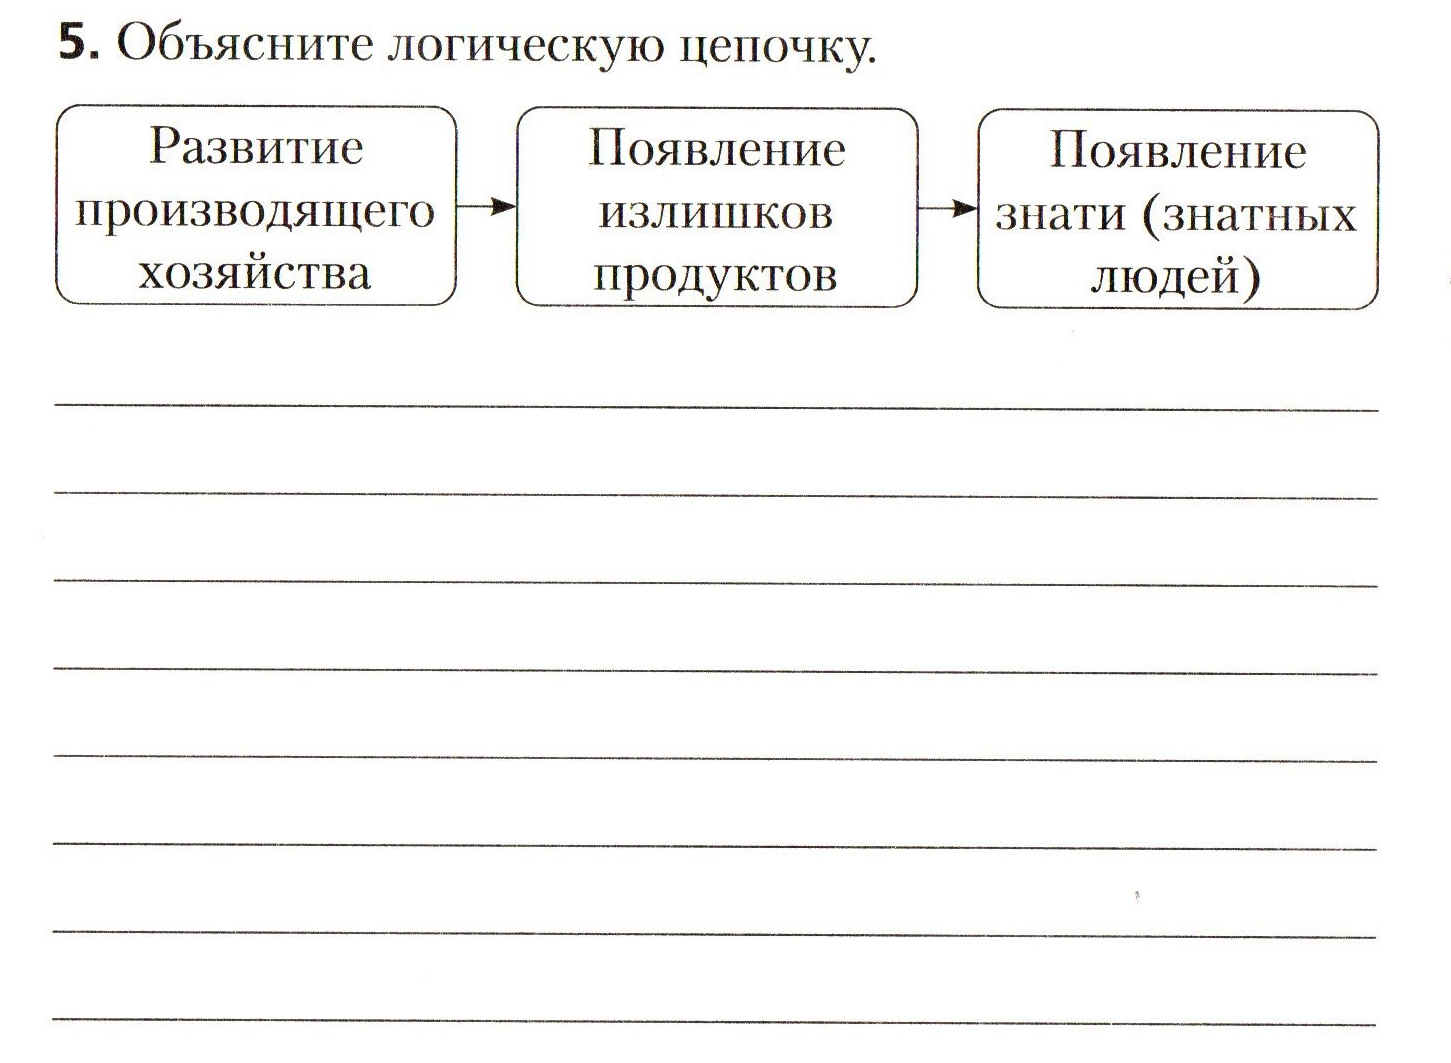 5. Объясните логическую цепочку.
Развитие
производящего
хозяйства
Появление
излишков
продуктов
Появление
знати (знатных
людей)